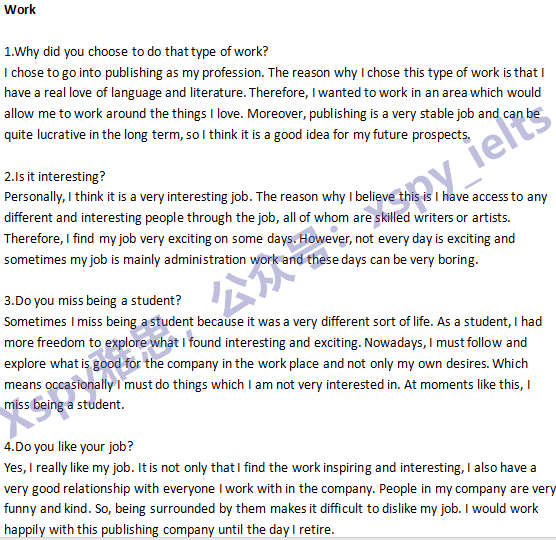 Work
1.Why did you choose to do that type of work?
I chose to go into publishing as my profession. The reason why I chose this type of work is that I
have a real love of language and literature. Therefore, I wanted to work in an area which would
allow me to work around the things I love. Moreover, publishing is a very stable job and can be
quite lucrative in the long term, so I think it is a good idea for my future prospects.
2.Is it interesting?
Personally, I think it is a very interesting job. The reason why I believe this is I have access to any
different and interesting people through the job, all of whom are skilled writers or artists.
Therefore, I find my job very exciting on some days. However, not every day is exciting and
sometimes my job is mainly administration work and these days can be very boring.
3.Do you miss being a student?
Sometimes I miss being a student because it was a very different sort of life. As a student, I had
more freedom to explore what I found interesting and exciting. Nowadays, I must follow and
explore what is good for the company in the work place and not only my own desires. Which
means occasionally I must do things which I am not very interested in. At moments like this, I
miss being a student.
4.Do you like your job?
Yes, I really like my job. It is not only that I find the work inspiring and interesting, I also have a
very good relationship with everyone I work with in the company. People in my company are very
funny and kind. So, being surrounded by them makes it difficult to dislike my job. I would work
happily with this publishing company until the day I retire.
xspy雅思，公众号：xspy_ielts